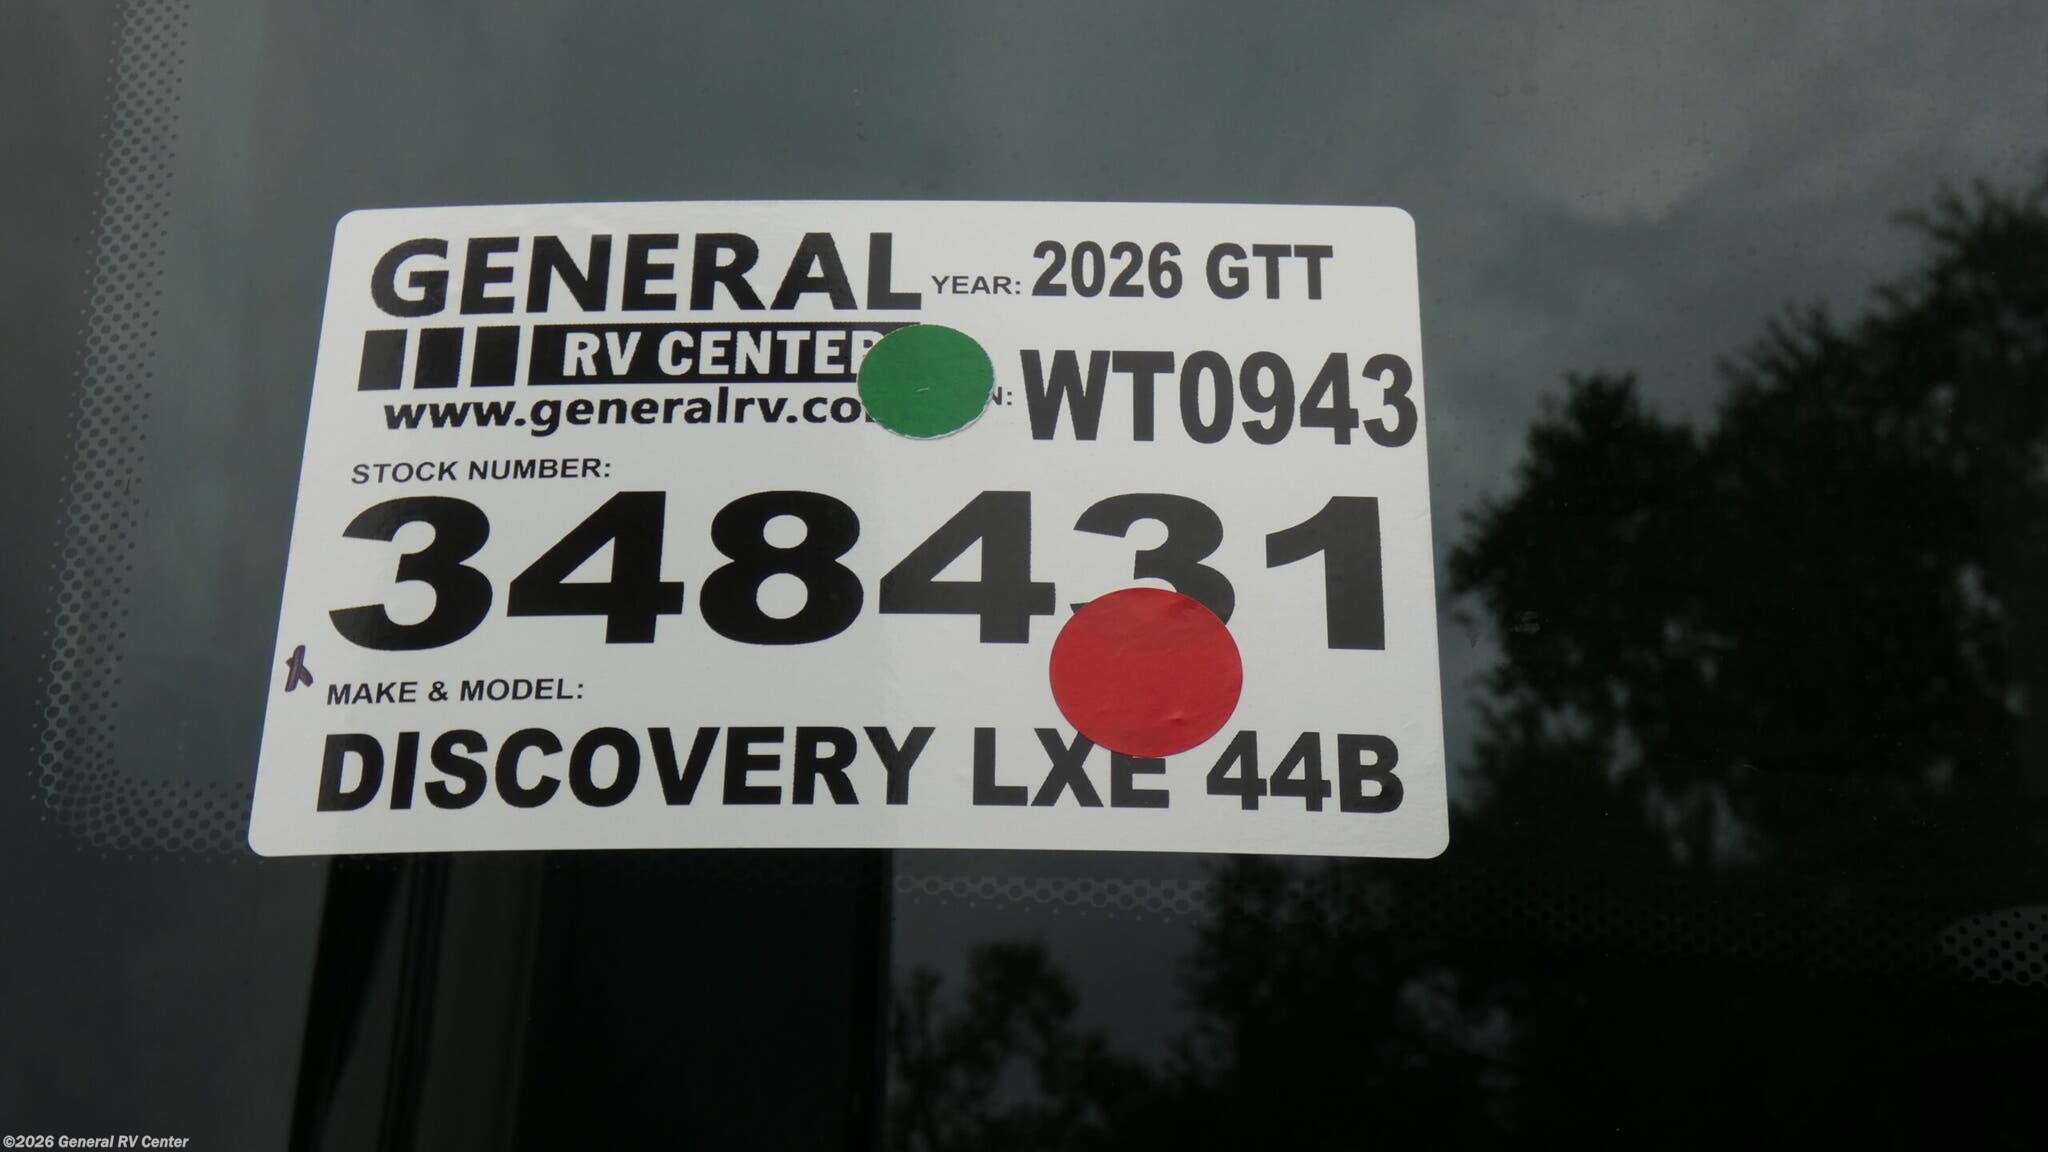 GENERAL
YEAR: 2026 GTT
RV CENTER
www.generalrv.co
N: WT0943
STOCK NUMBER:
348431
MAKE & MODEL:
DISCOVERY LXE 44B
©2026 General RV Center